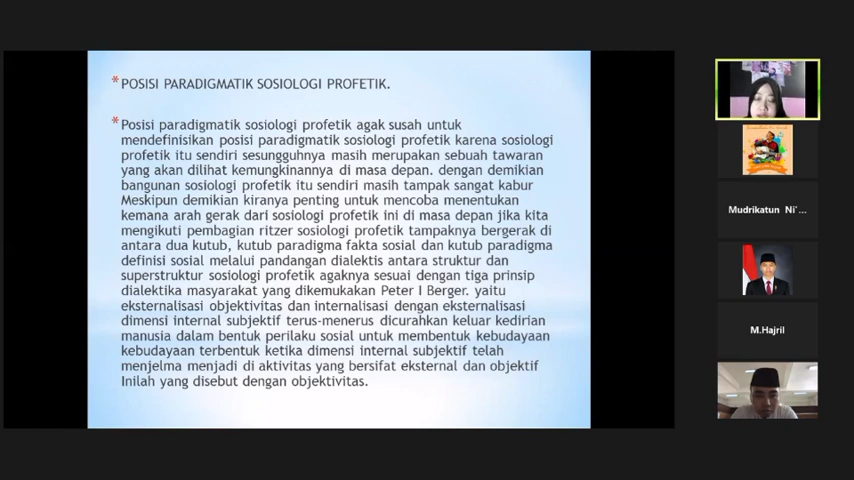 * POSISI PARADIGMATIK SOSIOLOGI PROFETIK.
* Posisi paradigmatik sosiologi profetik agak susah untuk
mendefinisikan posisi paradigmatik sosiologi profetik karena sosiologi
profetik itu sendiri sesungguhnya masih merupakan sebuah tawaran
yang akan dilihat kemungkinannya di masa depan. dengan demikian
bangunan sosiologi profetik itu sendiri masih tampak sangat kabur
Meskipun demikian kiranya penting untuk mencoba menentukan
kemana arah gerak dari sosiologi profetik ini di masa depan jika kita
mengikuti pembagian ritzer sosiologi profetik tampaknya bergerak di
antara dua kutub, kutub paradigma fakta sosial dan kutub paradigma
definisi sosial melalui pandangan dialektis antara struktur dan
superstruktur sosiologi profetik agaknya sesuai dengan tiga prinsip
dialektika masyarakat yang dikemukakan Peter I Berger. yaitu
eksternalisasi objektivitas dan internalisasi dengan eksternalisasi
dimensi internal subjektif terus-menerus dicurahkan keluar kedirian
manusia dalam bentuk perilaku sosial untuk membentuk kebudayaan
kebudayaan terbentuk ketika dimensi internal subjektif telah
menjelma menjadi di aktivitas yang bersifat eksternal dan objektif
Inilah yang disebut dengan objektivitas.
Mudrikatun Ni'...
M.Hajril